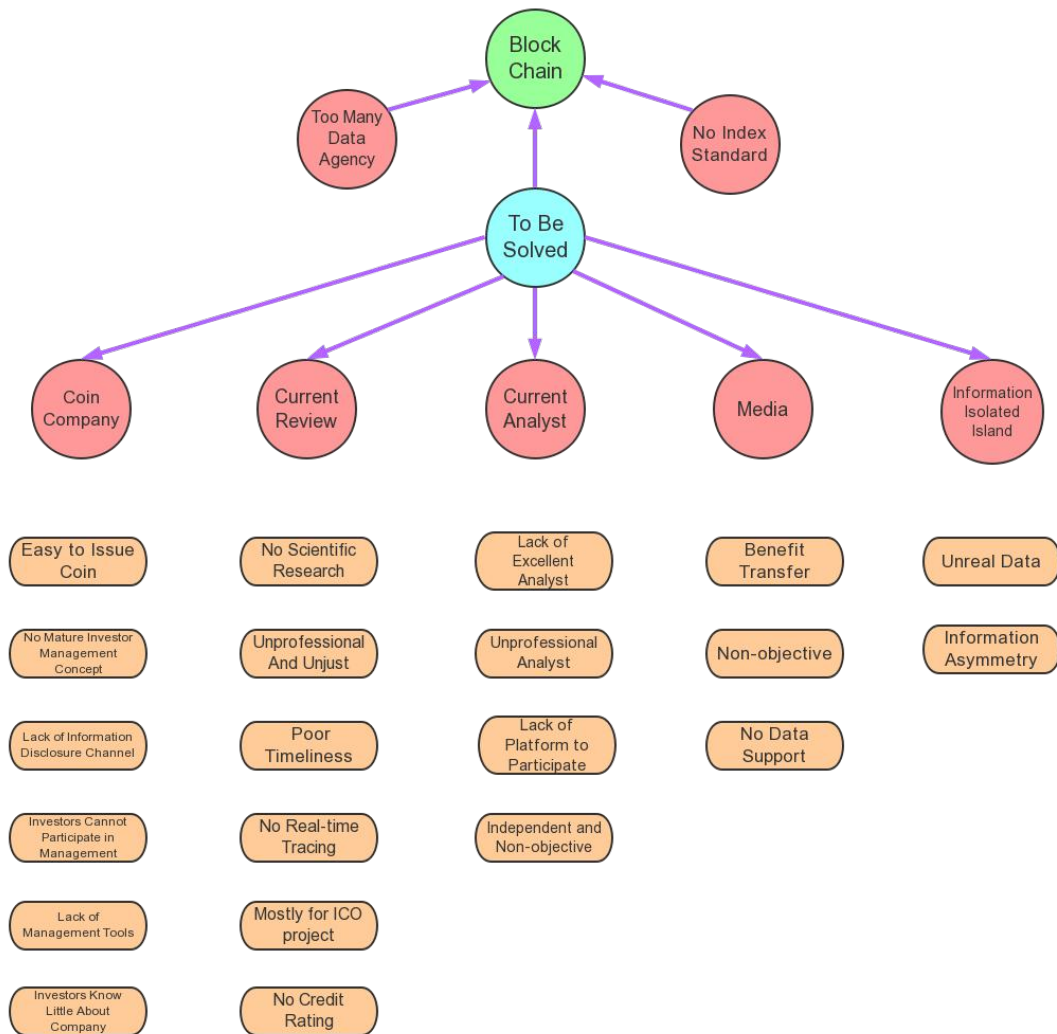 Block
Chain
Too Many
Data
Agency
No Index
Standard
To Be
Solved
Coin
Company
Current
Review
Current
Analyst
Media
Information
Isolated
Island
Easy to Issue
Coin
No Scientific
Research
Lack of
Excellent
Analyst
Benefit
Transfer
Unreal Data
No Mature Investor
Management
Concept
Unprofessional
And Unjust
Unprofessional
Analyst
Non-objective
Information
Asymmetry
Lack of Information
Disclosure Channel
Poor
Timeliness
Lack of
Platform to
Participate
No Data
Support
Investors Cannot
Participate in
Management
No Real-time
Tracing
Independent and
Non-objective
Lack of
Management Tools
Mostly for ICO
project
Investors Know
Little About
Company
No Credit
Rating